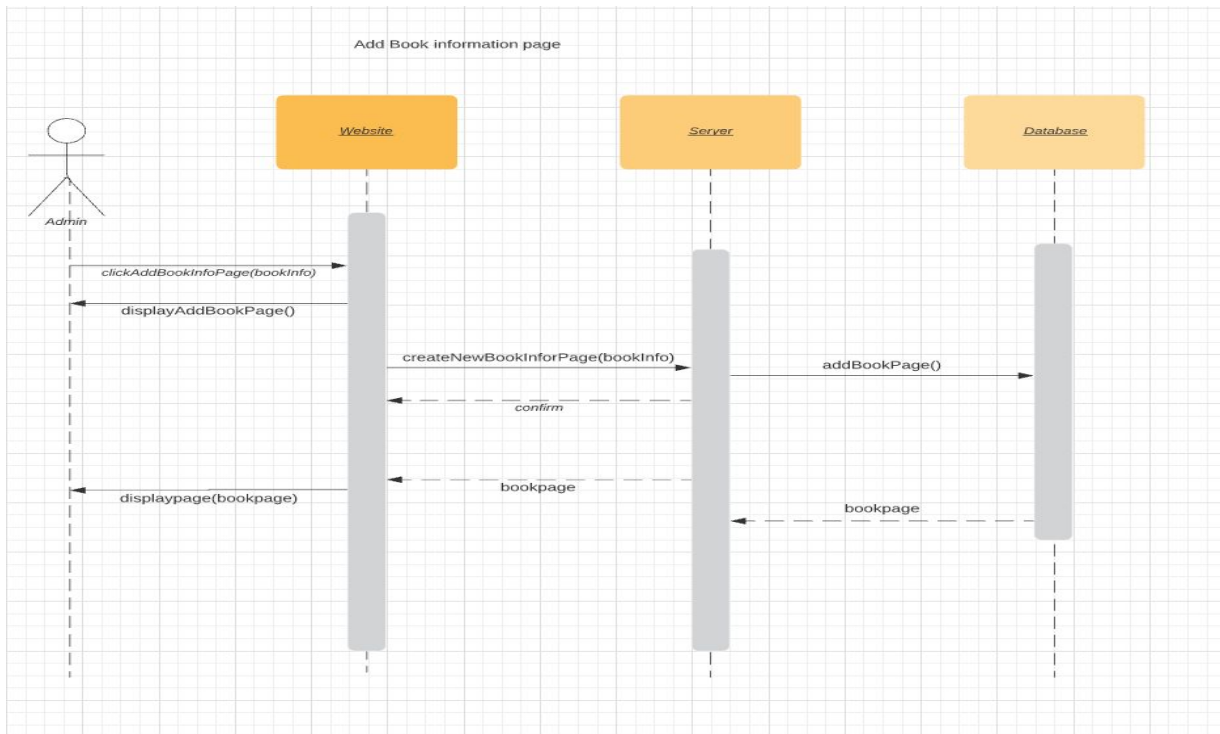 Add Book information page
Website
Server
Database
Admin
clickAddBookInfoPage(bookInfo)
displayAddBookPage()
createNewBookInforPage(bookInfo)
addBookPage()
confirm
bookpage
displaypage(bookpage)
bookpage